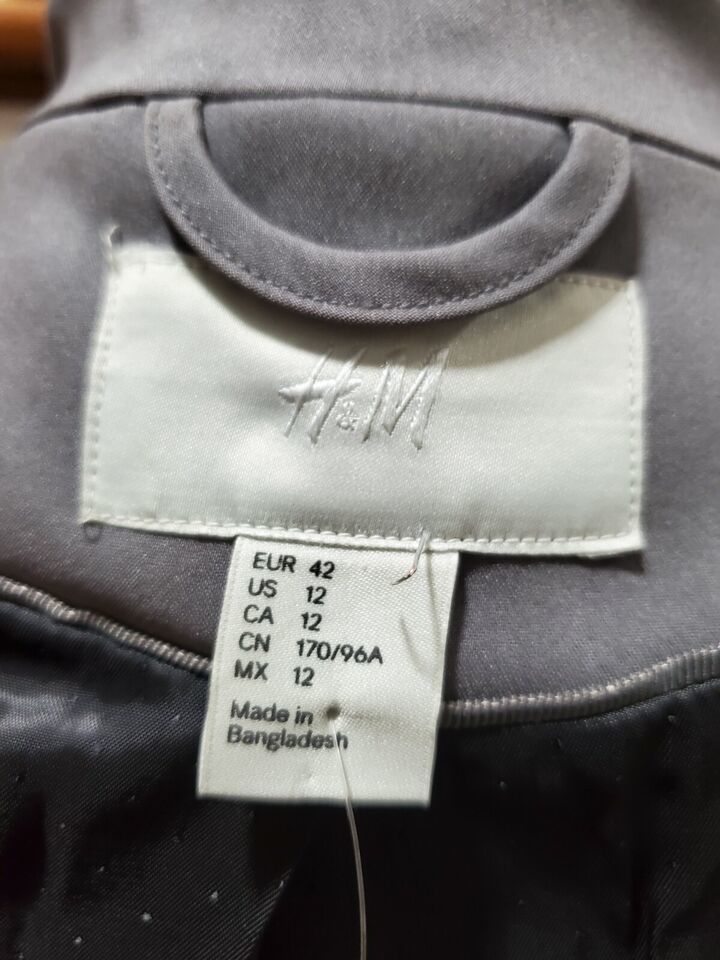 H&M
EUR 42
US 12
CA 12
CN 170/96A
MX 12
Made in
Bangladesh